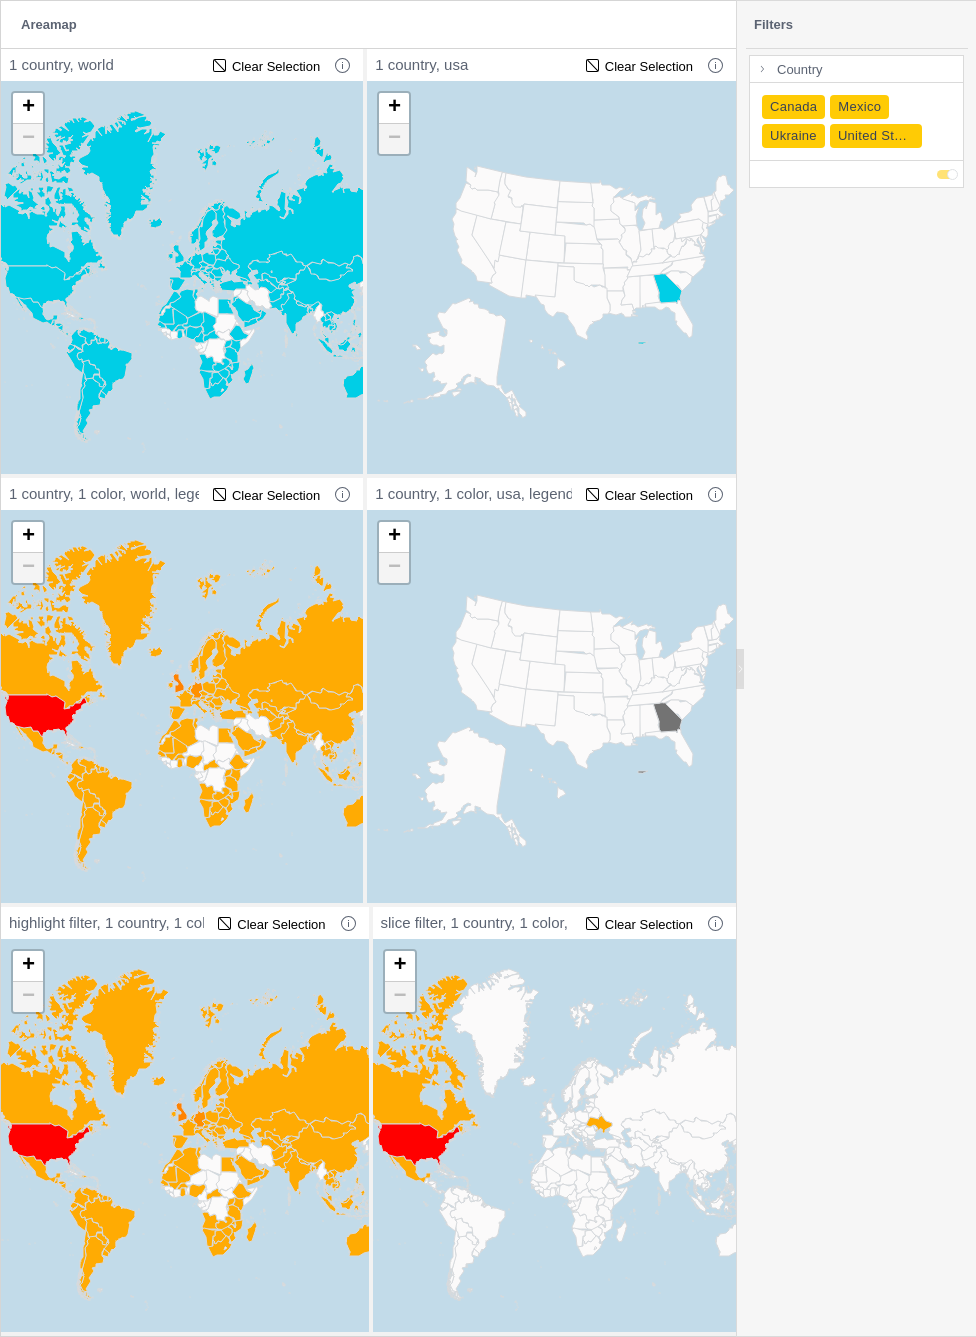 Areamap
Filters
1 country, world
Clear Selection
1 country, usa
Clear Selection
Country
Canada
Mexico
Ukraine
United St...
+
−
+
−
1 country, 1 color, world, lege
Clear Selection
1 country, 1 color, usa, legend
Clear Selection
+
−
+
−
highlight filter, 1 country, 1 col
Clear Selection
slice filter, 1 country, 1 color,
Clear Selection
+
−
+
−